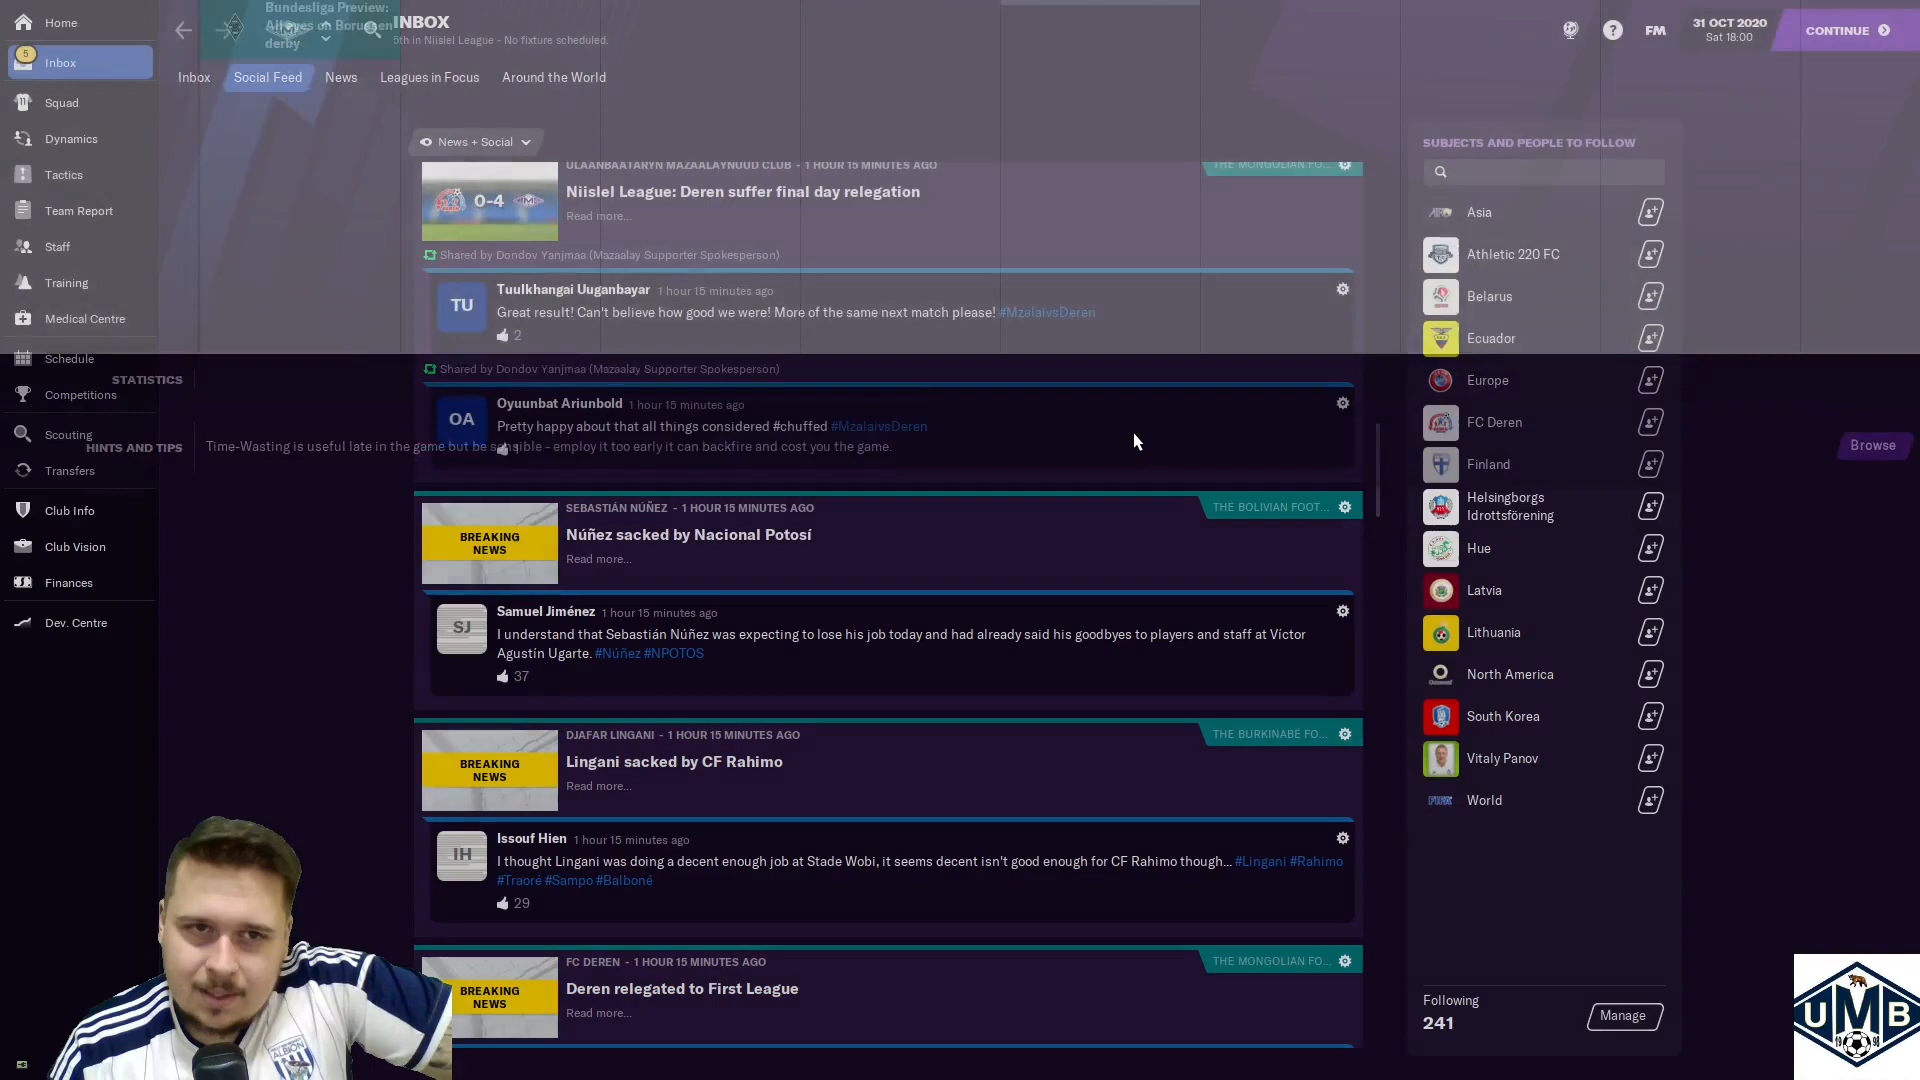 Home
Inbox
5
Squad
Dynamics
Tactics
Team Report
Staff
Training
Medical Centre
Schedule
Competitions
Scouting
Transfers
Club Info
Club Vision
Finances
Dev. Centre
Bundesliga Preview:
All eyes on Borussen
derby
INBOX
5th in Niislel League - No fixture scheduled.
FM
31 OCT 2020
Sat 18:00
CONTINUE
Inbox
Social Feed
News
Leagues in Focus
Around the World
News + Social
ULAANBAATARYN MAZAALAYNUUD CLUB - 1 HOUR 15 MINUTES AGO
THE MONGOLIAN FO...
0-4
Niislel League: Deren suffer final day relegation
Read more...
Shared by Dondov Yanjmaa (Mazaalay Supporter Spokesperson)
TU
Tuulkhangai Uuganbayar 1 hour 15 minutes ago
Great result! Can't believe how good we were! More of the same next match please! #MzalaivsDeren
2
Shared by Dondov Yanjmaa (Mazaalay Supporter Spokesperson)
OA
Oyuunbat Ariunbold 1 hour 15 minutes ago
Pretty happy about that all things considered #chuffed #MzalaivsDeren
STATISTICS
HINTS AND TIPS
Time-Wasting is useful late in the game but be sensible - employ it too early it can backfire and cost you the game.
Browse
BREAKING
NEWS
SEBASTIÁN NÚÑEZ - 1 HOUR 15 MINUTES AGO
THE BOLIVIAN FOOT...
Núñez sacked by Nacional Potosí
Read more...
SJ
Samuel Jiménez 1 hour 15 minutes ago
I understand that Sebastián Núñez was expecting to lose his job today and had already said his goodbyes to players and staff at Víctor
Agustín Ugarte. #Núñez #NPOTOS
37
BREAKING
NEWS
DJAFAR LINGANI - 1 HOUR 15 MINUTES AGO
THE BURKINABÉ FO...
Lingani sacked by CF Rahimo
Read more...
IH
Issouf Hien 1 hour 15 minutes ago
I thought Lingani was doing a decent enough job at Stade Wobi, it seems decent isn't good enough for CF Rahimo though... #Lingani #Rahimo
#Traoré #Sampo #Balboné
29
BREAKING
NEWS
FC DEREN - 1 HOUR 15 MINUTES AGO
THE MONGOLIAN FO...
Deren relegated to First League
Read more...
SUBJECTS AND PEOPLE TO FOLLOW
Asia
Athletic 220 FC
Belarus
Ecuador
Europe
FC Deren
Finland
Helsingborgs
Idrottsförening
Hue
Latvia
Lithuania
North America
South Korea
Vitaly Panov
World
Following
241
Manage
ALBION
UMB
1998